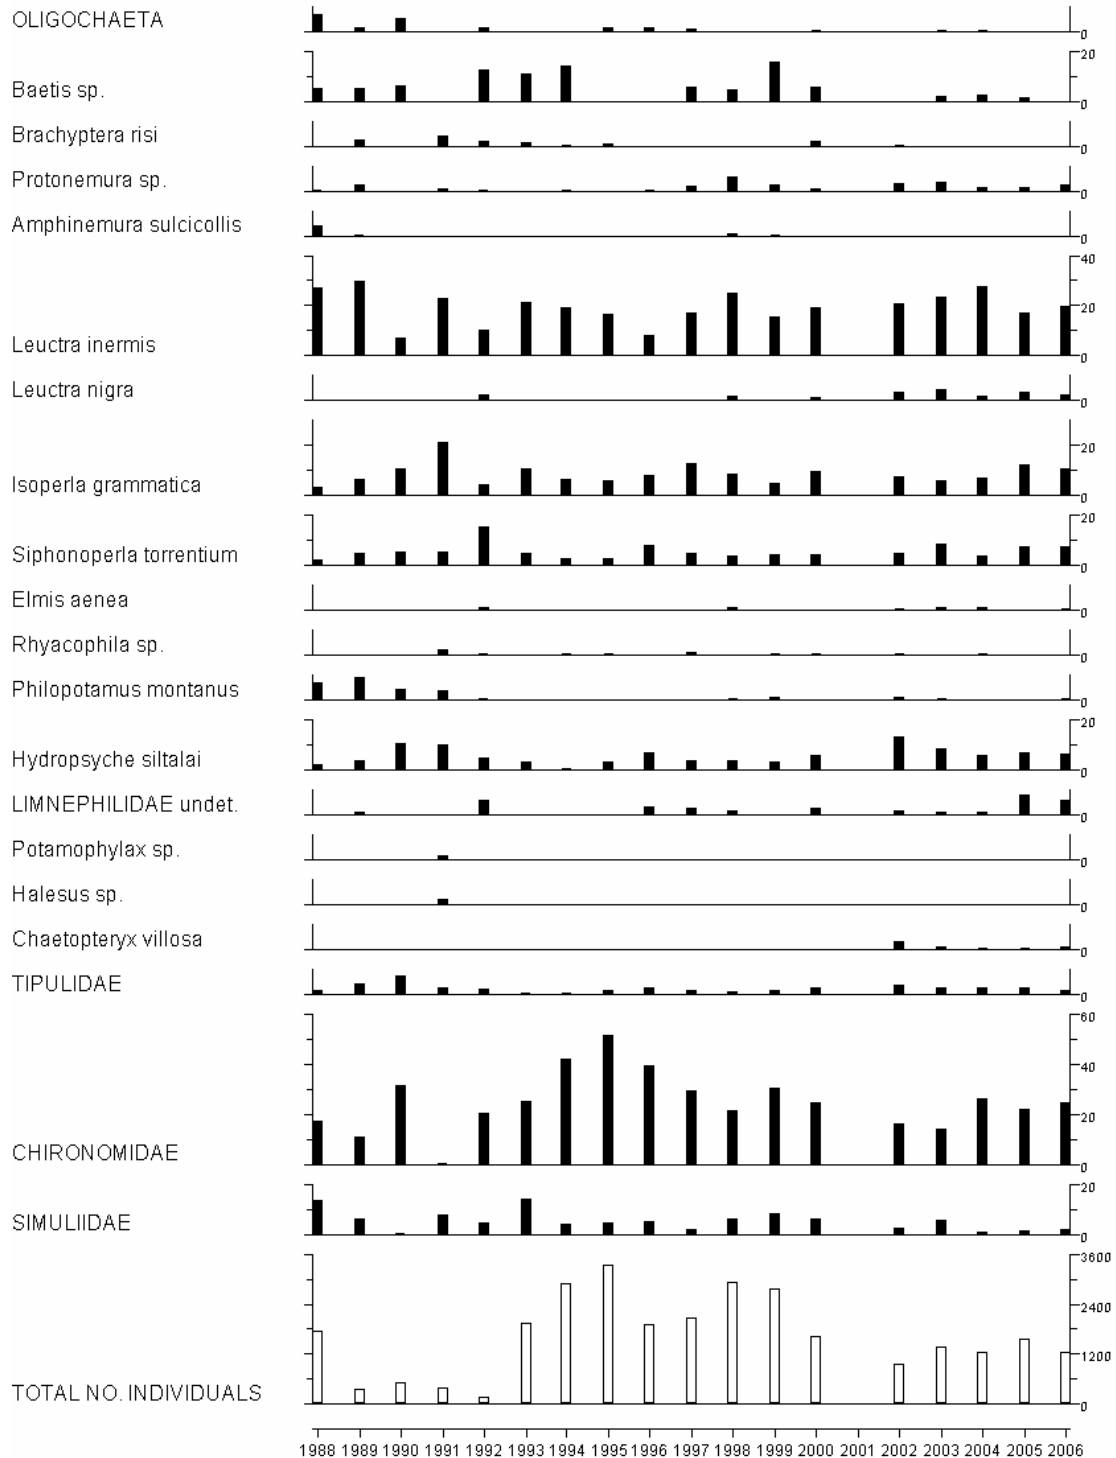 OLIGOCHAETA
0
20
Baetis sp.
0
Brachyptera risi
0
Protonemura sp.
0
Amphinemura sulcicollis
0
40
20
Leuctra inermis
0
Leuctra nigra
0
20
Isoperla grammatica
0
20
Siphonoperla torrentium
0
Elmis aenea
0
Rhyacophila sp.
0
Philopotamus montanus
0
20
Hydropsyche siltalai
0
LIMNEPHILIDAE undet.
0
Potamophylax sp.
0
Halesus sp.
0
Chaetopteryx villosa
0
TIPULIDAE
0
60
40
20
CHIRONOMIDAE
0
20
SIMULIIDAE
0
3600
2400
1200
TOTAL NO. INDIVIDUALS
0
1988 1989 1990 1991 1992 1993 1994 1995 1996 1997 1998 1999 2000 2001 2002 2003 2004 2005 2006